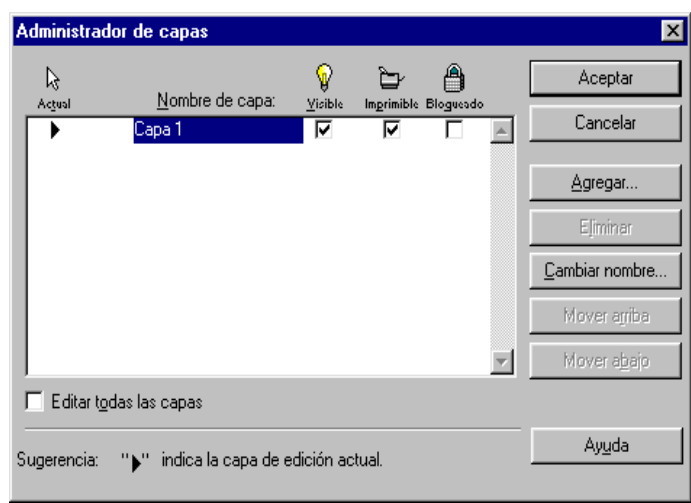 Administrador de capas
Actual Nombre de capa: Visible Imprimible Bloqueado
Capa 1
Editar todas las capas
Sugerencia: "▶" indica la capa de edición actual.
Aceptar
Cancelar
Agregar...
Eliminar
Cambiar nombre...
Mover arriba
Mover abajo
Ayuda